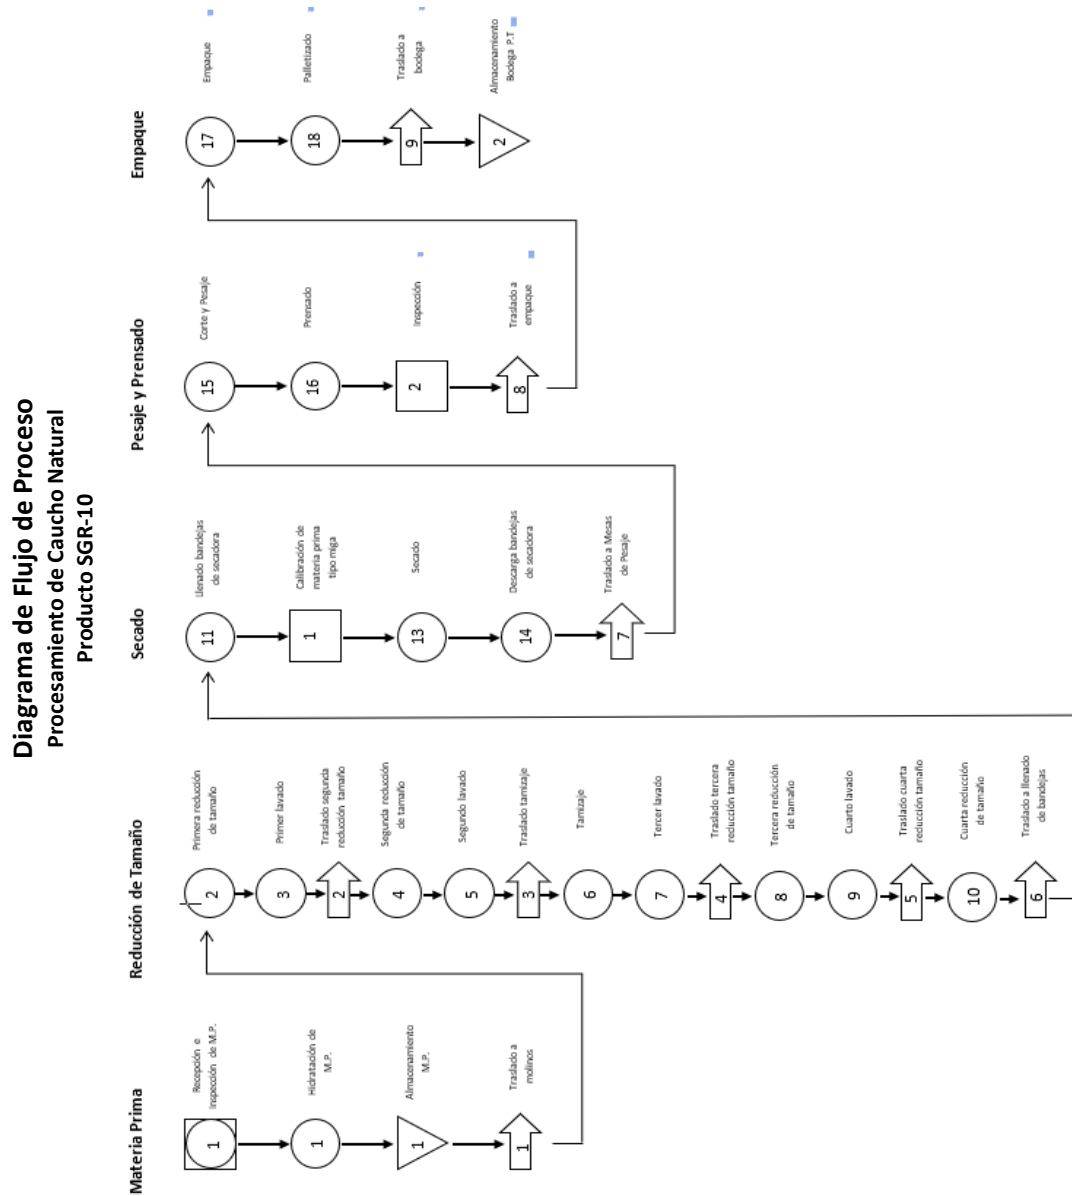 Diagrama de Flujo de Proceso
Procesamiento de Caucho Natural
Producto SGR-10
Materia Prima
1
Recepción e
Inspección de M.P.
1
Hidratación de
M.P.
1
Almacenamiento
M.P.
1
Traslado a
molinos
Reducción de Tamaño
2
Primera reducción
de tamaño
3
Primer lavado
2
Traslado segunda
reducción tamaño
4
Segunda reducción
de tamaño
5
Segundo lavado
3
Traslado tamizaje
6
Tamizaje
7
Tercer lavado
4
Traslado tercera
reducción tamaño
8
Tercera reducción
de tamaño
9
Cuarto lavado
5
Traslado cuarta
reducción tamaño
10
Cuarta reducción
de tamaño
6
Traslado a llenado
de bandejas
Secado
11
Llenado bandejas
de secadora
1
Calibración de
materia prima
tipo miga
13
Secado
14
Descarga bandejas
de secadora
7
Traslado a Mesas
de Pesaje
Pesaje y Prensado
15
Corte y Pesaje
16
Prensado
2
Inspección
8
Traslado a
empaque
Empaque
17
Empaque
18
Palletizado
9
Traslado a
bodega
2
Almacenamiento
Bodega P.T